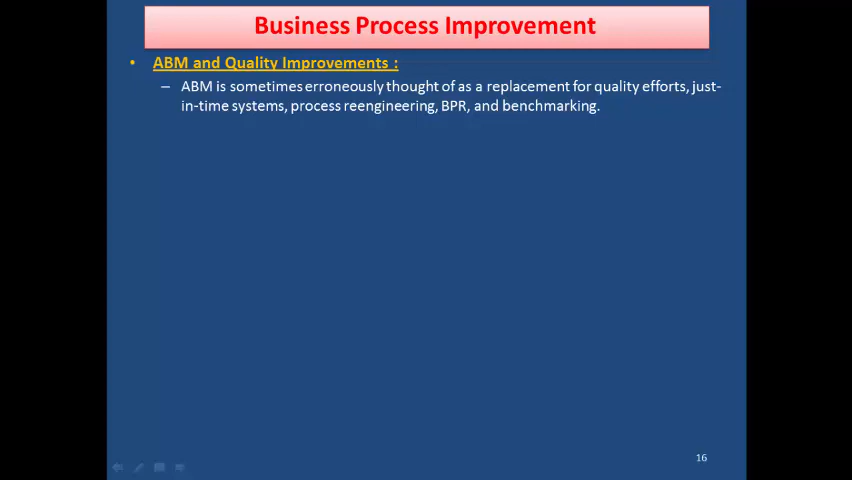 Business Process Improvement
• ABM and Quality Improvements :
– ABM is sometimes erroneously thought of as a replacement for quality efforts, just-
in-time systems, process reengineering, BPR, and benchmarking.
16